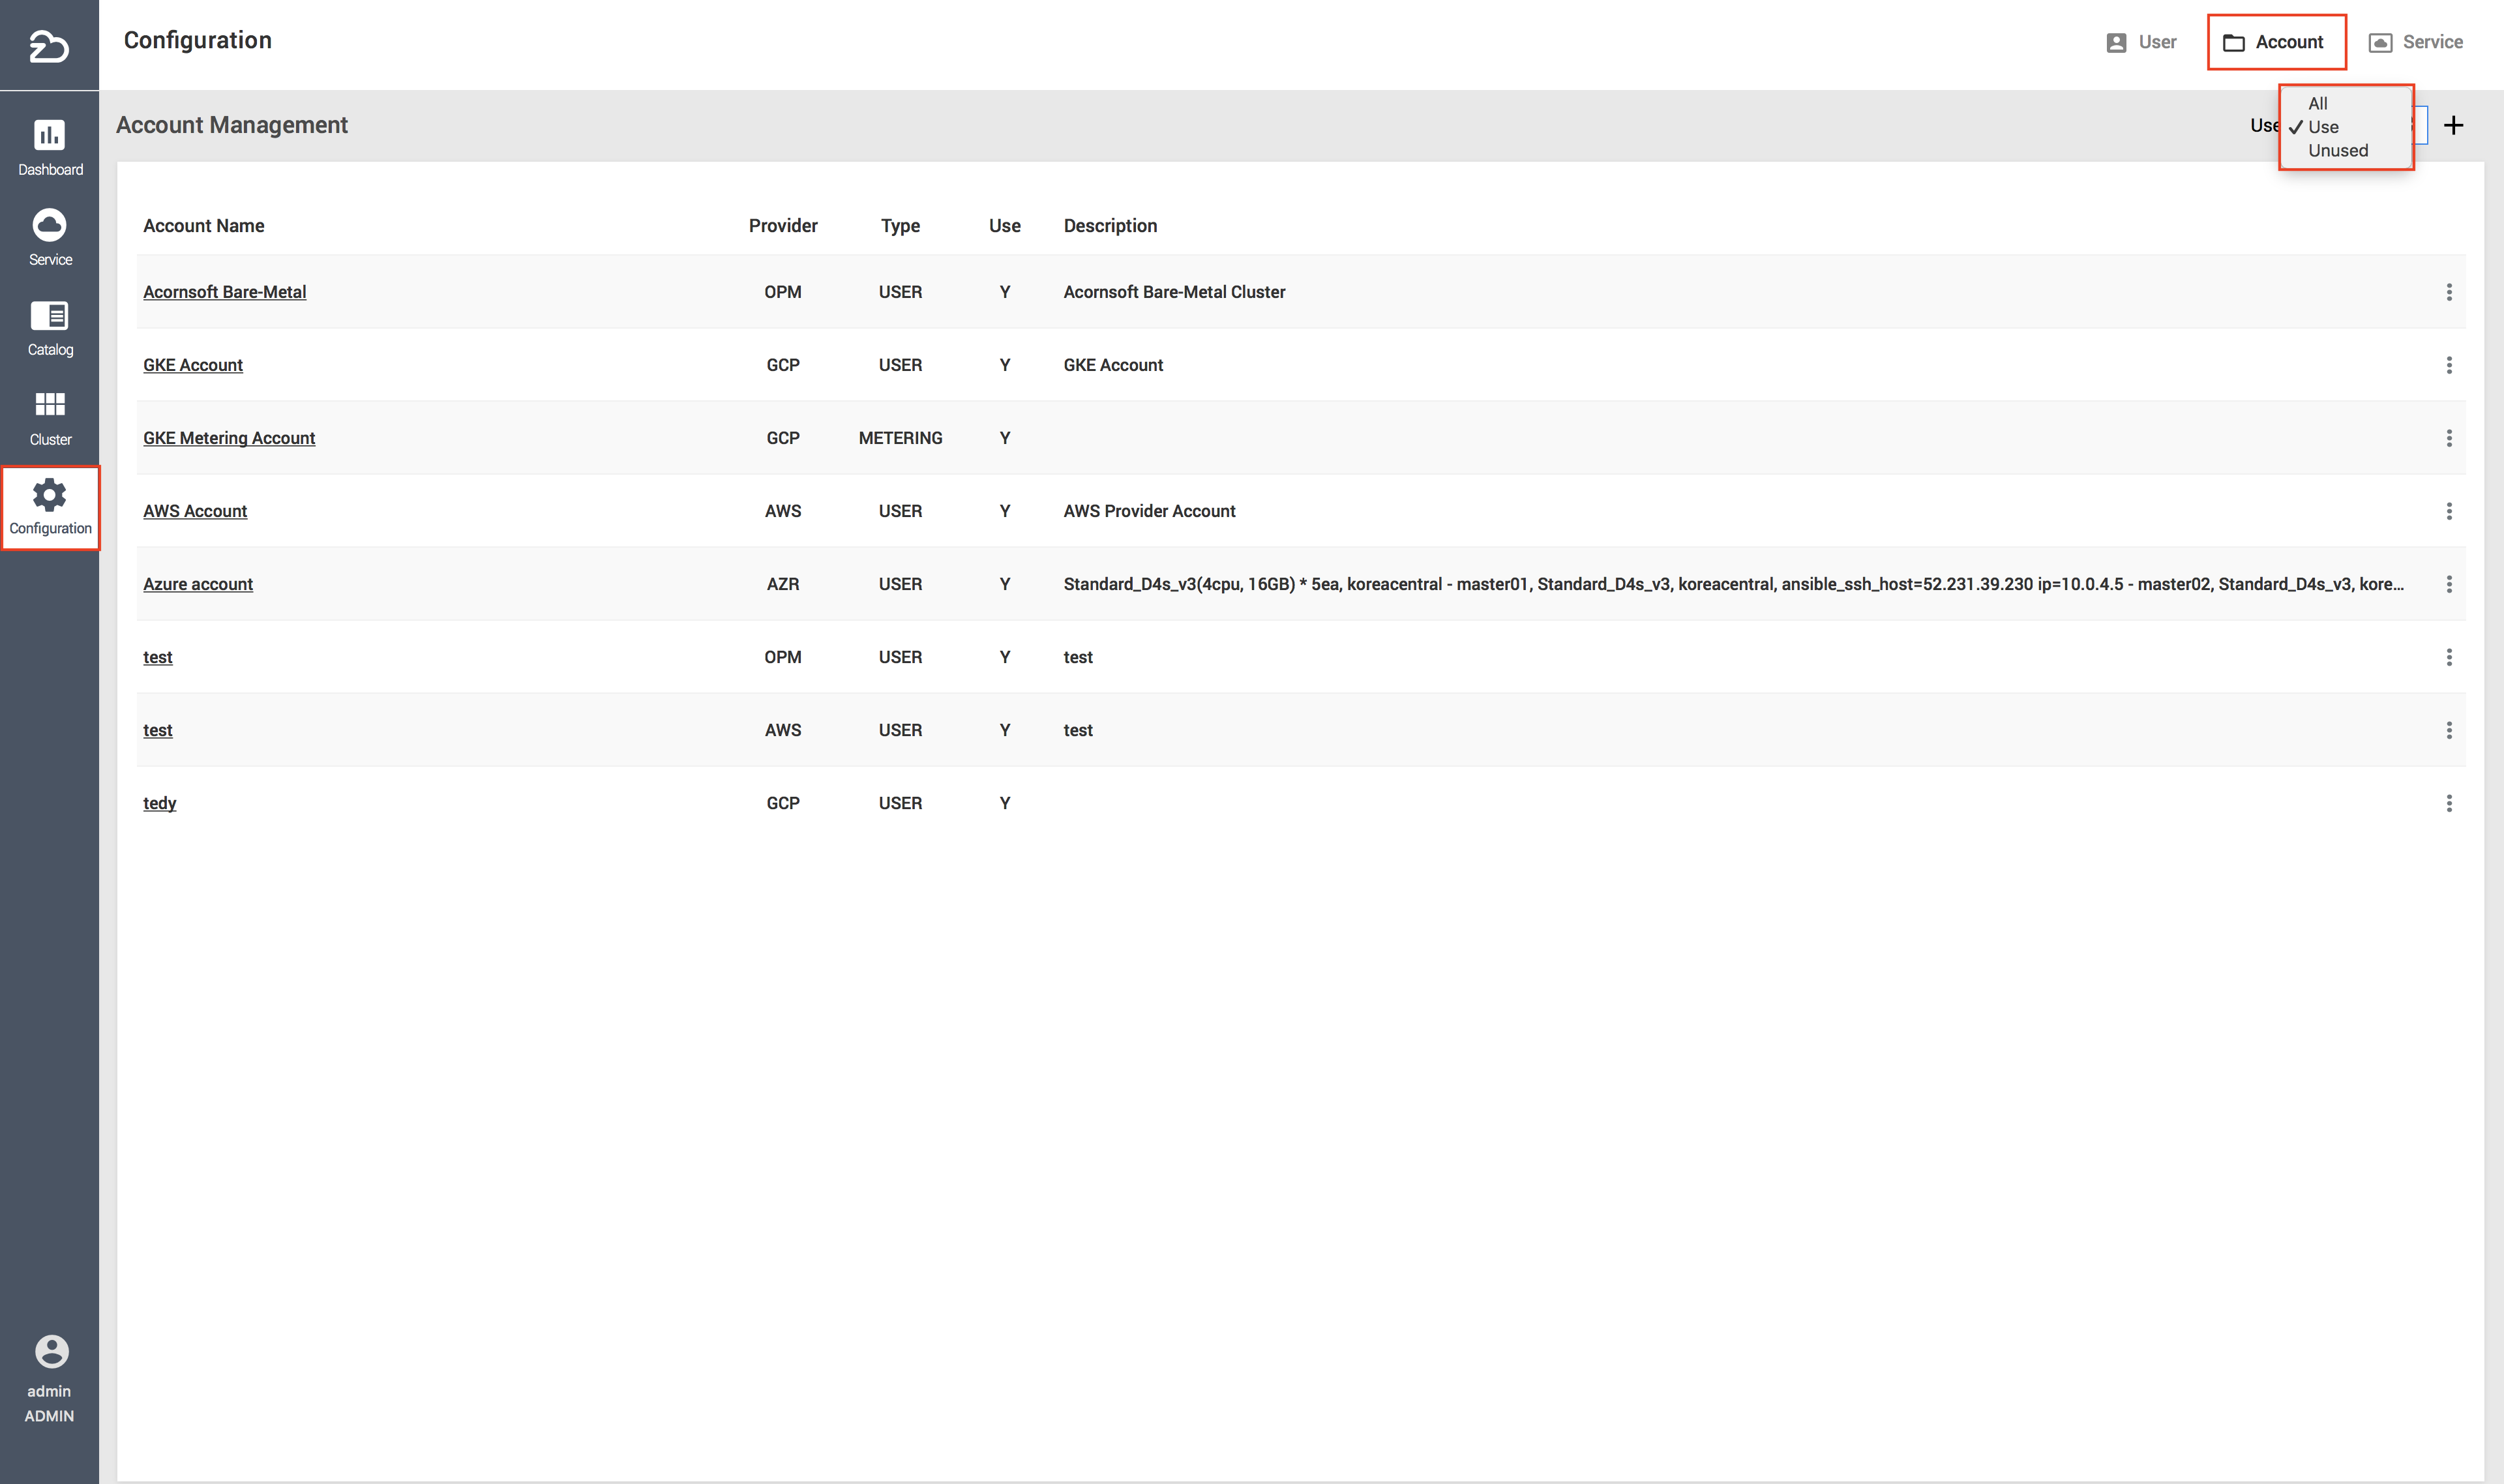 Configuration
User
Account
Service
Account Management
Use
All
✓ Use
Unused
Dashboard
Service
Catalog
Cluster
Configuration
Account Name Provider Type Use Description
Acornsoft Bare-Metal OPM USER Y Acornsoft Bare-Metal Cluster
GKE Account GCP USER Y GKE Account
GKE Metering Account GCP METERING Y
AWS Account AWS USER Y AWS Provider Account
Azure account AZR USER Y Standard_D4s_v3(4cpu, 16GB) * 5ea, koreacentral - master01, Standard_D4s_v3, koreacentral, ansible_ssh_host=52.231.39.230 ip=10.0.4.5 - master02, Standard_D4s_v3, kore...
test OPM USER Y test
test AWS USER Y test
tedy GCP USER Y
admin
ADMIN